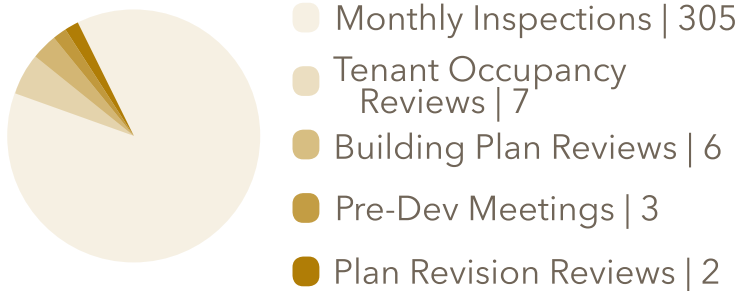 Monthly Inspections | 305
Tenant Occupancy
Reviews | 7
Building Plan Reviews | 6
Pre-Dev Meetings | 3
Plan Revision Reviews | 2